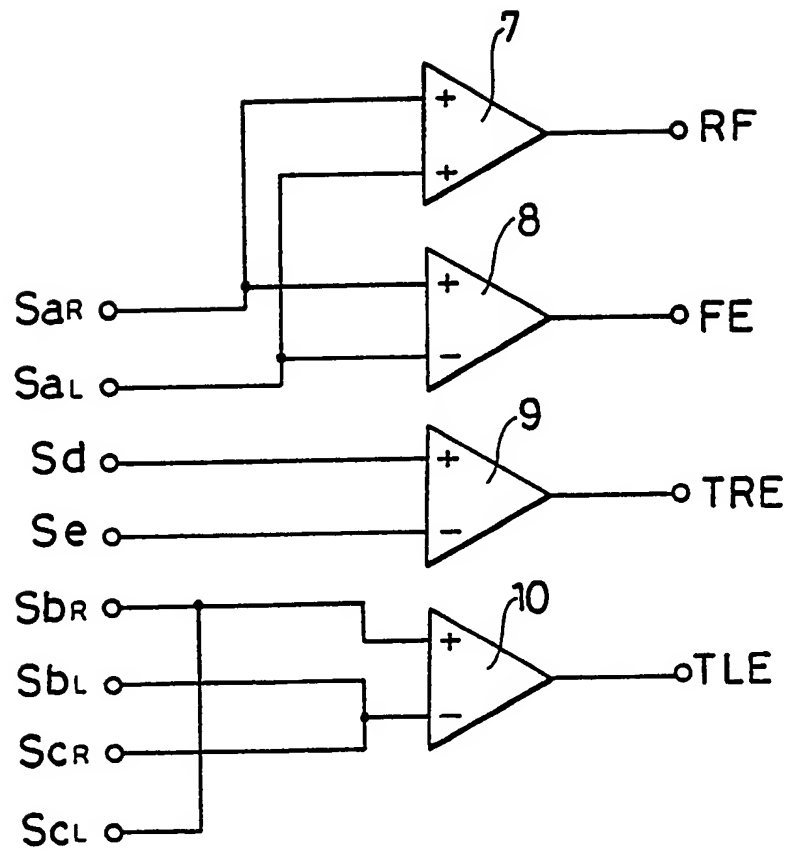 7
+
RF
+
8
+
SaR
FE
SaL
−
9
Sd
+
TRE
Se
−
10
SbR
+
SbL
TLE
−
ScR
ScL